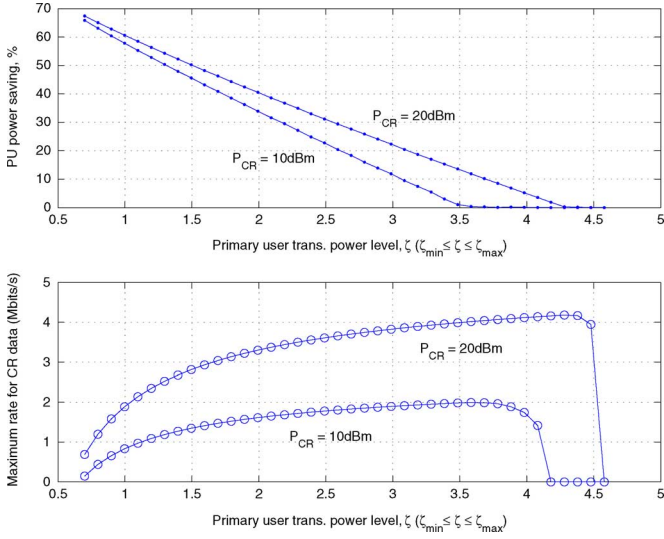 70
60
50
40
30
20
10
0
PU power saving, %
P_CR = 20dBm
P_CR = 10dBm
0.5 1 1.5 2 2.5 3 3.5 4 4.5 5
Primary user trans. power level, ζ (ζ_min ≤ ζ ≤ ζ_max)
5
4
3
2
1
0
Maximum rate for CR data (Mbits/s)
P_CR = 20dBm
P_CR = 10dBm
0.5 1 1.5 2 2.5 3 3.5 4 4.5 5
Primary user trans. power level, ζ (ζ_min ≤ ζ ≤ ζ_max)